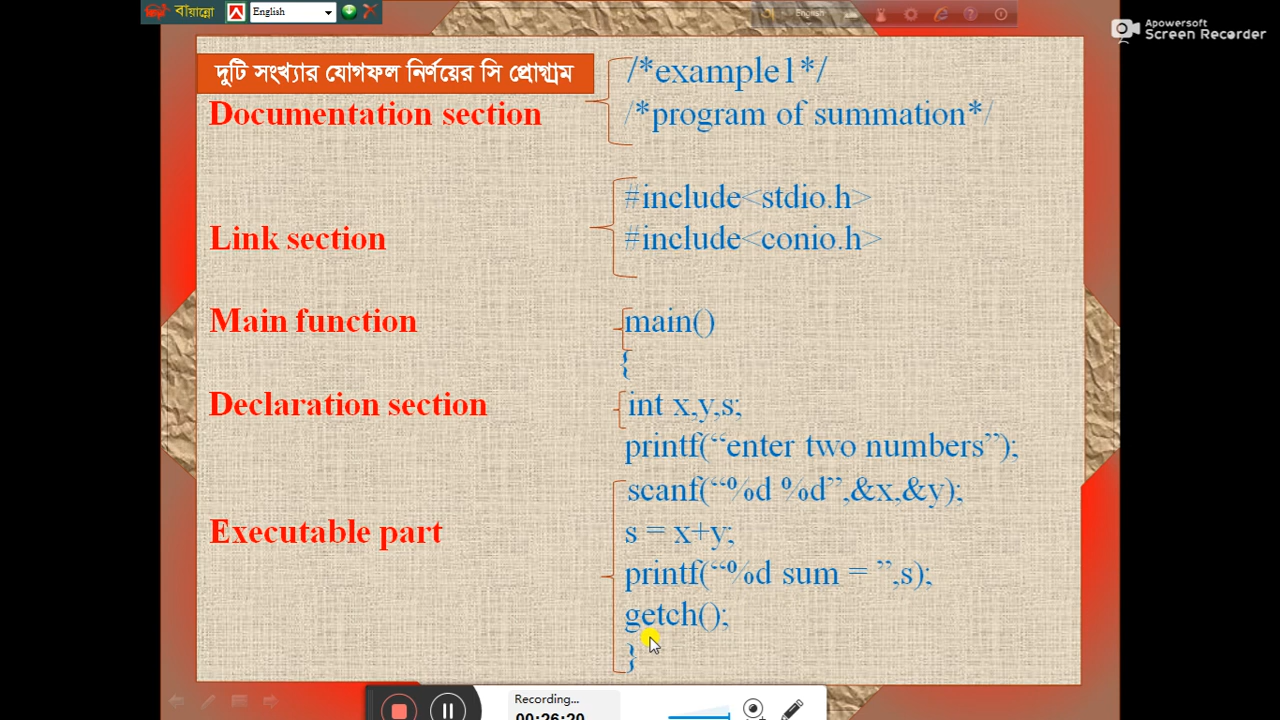 বায়ান্নো English
English
Apowersoft
Screen Recorder
দুটি সংখ্যার যোগফল নির্ণয়ের সি প্রোগ্রাম
/*example1*/
Documentation section
/*program of summation*/
#include<stdio.h>
Link section
#include<conio.h>
Main function
main()
{
Declaration section
int x,y,s;
printf(“enter two numbers”);
scanf(“%d %d”,&x,&y);
Executable part
s = x+y;
printf(“%d sum = ”,s);
getch();
}
Recording...
00:26:20